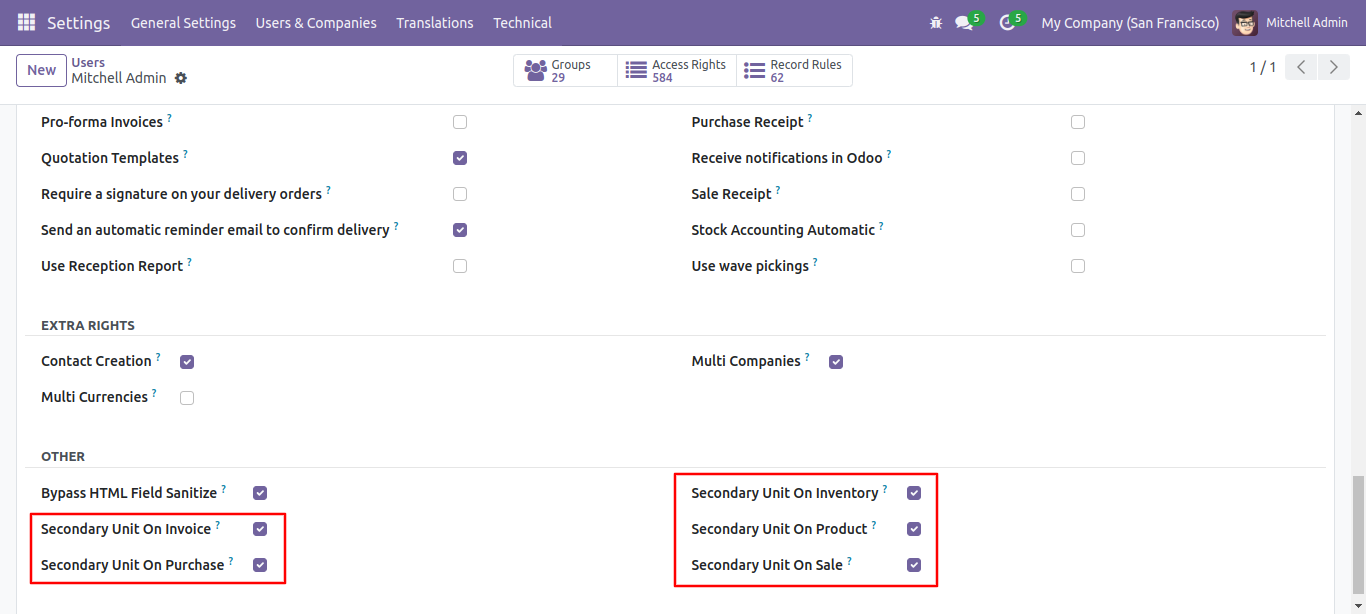 Settings General Settings Users & Companies Translations Technical 5 5 My Company (San Francisco) Mitchell Admin
New Users Groups Access Rights Record Rules 1 / 1
Mitchell Admin 29 584 62
Pro-forma Invoices ? Purchase Receipt ?
Quotation Templates ? Receive notifications in Odoo ?
Require a signature on your delivery orders ? Sale Receipt ?
Send an automatic reminder email to confirm delivery ? Stock Accounting Automatic ?
Use Reception Report ? Use wave pickings ?
EXTRA RIGHTS
Contact Creation ? Multi Companies ?
Multi Currencies ?
OTHER
Bypass HTML Field Sanitize ? Secondary Unit On Inventory ?
Secondary Unit On Invoice ? Secondary Unit On Product ?
Secondary Unit On Purchase ? Secondary Unit On Sale ?